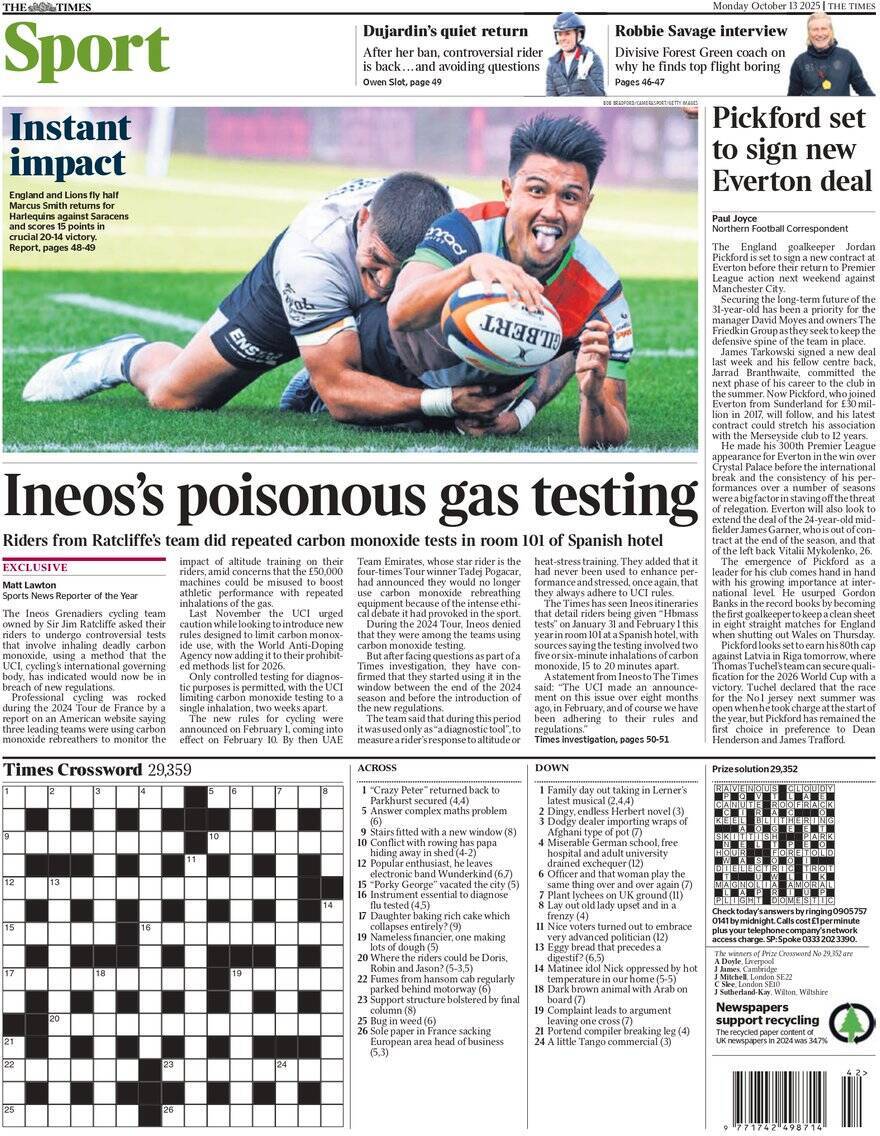 THE TIMES
Monday October 13 2025 | THE TIMES
Sport
Dujardin's quiet return
After her ban, controversial rider
is back...and avoiding questions
Owen Slot, page 49
Robbie Savage interview
Divisive Forest Green coach on
why he finds top flight boring
Pages 46-47
BOB BRADFORD/CAMERASPORT/GETTY IMAGES
Instant
impact
England and Lions fly half
Marcus Smith returns for
Harlequins against Saracens
and scores 15 points in
crucial 20-14 victory.
Report, pages 48-49
GILBERT
Pickford set
to sign new
Everton deal
Paul Joyce
Northern Football Correspondent
The England goalkeeper Jordan
Pickford is set to sign a new contract at
Everton before their return to Premier
League action next weekend against
Manchester City.
Securing the long-term future of the
31-year-old has been a priority for the
manager David Moyes and owners The
Friedkin Group as they seek to keep the
defensive spine of the team in place.
James Tarkowski signed a new deal
last week and his fellow centre back,
Jarrad Branthwaite, committed the
next phase of his career to the club in
the summer. Now Pickford, who joined
Everton from Sunderland for £30 mil-
lion in 2017, will follow, and his latest
contract could stretch his association
with the Merseyside club to 12 years.
He made his 300th Premier League
appearance for Everton in the win over
Crystal Palace before the international
break and the consistency of his per-
formances over a number of seasons
were a big factor in staving off the threat
of relegation. Everton will also look to
extend the deal of the 24-year-old mid-
fielder James Garner, who is out of con-
tract at the end of the season, and that
of the left back Vitalii Mykolenko, 26.
The emergence of Pickford as a
leader for his club comes hand in hand
with his growing importance at inter-
national level. He usurped Gordon
Banks in the record books by becoming
the first goalkeeper to keep a clean sheet
in eight straight matches for England
when shutting out Wales on Thursday.
Pickford looks set to earn his 80th cap
against Latvia in Riga tomorrow, where
Thomas Tuchel's team can secure quali-
fication for the 2026 World Cup with a
victory. Tuchel declared that the race
for the No1 jersey next summer was
open when he took charge at the start of
the year, but Pickford has remained the
first choice in preference to Dean
Henderson and James Trafford.
Ineos's poisonous gas testing
Riders from Ratcliffe's team did repeated carbon monoxide tests in room 101 of Spanish hotel
EXCLUSIVE
Matt Lawton
Sports News Reporter of the Year
The Ineos Grenadiers cycling team
owned by Sir Jim Ratcliffe asked their
riders to undergo controversial tests
that involve inhaling deadly carbon
monoxide, using a method that the
UCI, cycling's international governing
body, has indicated would now be in
breach of new regulations.
Professional cycling was rocked
during the 2024 Tour de France by a
report on an American website saying
three leading teams were using carbon
monoxide rebreathers to monitor the
impact of altitude training on their
riders, amid concerns that the £50,000
machines could be misused to boost
athletic performance with repeated
inhalations of the gas.
Last November the UCI urged
caution while looking to introduce new
rules designed to limit carbon monox-
ide use, with the World Anti-Doping
Agency now adding it to their prohibit-
ed methods list for 2026.
Only controlled testing for diagnos-
tic purposes is permitted, with the UCI
limiting carbon monoxide testing to a
single inhalation, two weeks apart.
The new rules for cycling were
announced on February 1, coming into
effect on February 10. By then UAE
Team Emirates, whose star rider is the
four-times Tour winner Tadej Pogacar,
had announced they would no longer
use carbon monoxide rebreathing
equipment because of the intense ethi-
cal debate it had provoked in the sport.
During the 2024 Tour, Ineos denied
that they were among the teams using
carbon monoxide testing.
But after facing questions as part of a
Times investigation, they have con-
firmed that they started using it in the
window between the end of the 2024
season and before the introduction of
the new regulations.
The team said that during this period
it was used only as "a diagnostic tool", to
measure a rider's response to altitude or
heat-stress training. They added that it
had never been used to enhance per-
formance and stressed, once again, that
they always adhere to UCI rules.
The Times has seen Ineos itineraries
that detail riders being given "Hbmass
tests" on January 31 and February 1 this
year in room 101 at a Spanish hotel, with
sources saying the testing involved two
five or six-minute inhalations of carbon
monoxide, 15 to 20 minutes apart.
A statement from Ineos to The Times
said: "The UCI made an announce-
ment on this issue over eight months
ago, in February, and of course we have
been adhering to their rules and
regulations."
Times investigation, pages 50-51
Times Crossword 29,359
1 2 3 4 5 6 7 8
9 10
11
12 13
14
15 16
17 18 19
20
21
22 23 24
25 26
ACROSS
1 "Crazy Peter" returned back to
Parkhurst secured (4,4)
5 Answer complex maths problem
(6)
9 Stairs fitted with a new window (8)
10 Conflict with rowing has papa
hiding away in shed (4-2)
12 Popular enthusiast, he leaves
electronic band Wunderkind (6,7)
15 "Porky George" vacated the city (5)
16 Instrument essential to diagnose
flu tested (4,5)
17 Daughter baking rich cake which
collapses entirely? (9)
19 Nameless financier, one making
lots of dough (5)
20 Where the riders could be Doris,
Robin and Jason? (5-3,5)
22 Fumes from hansom cab regularly
parked behind motorway (6)
23 Support structure bolstered by final
column (8)
25 Bug in weed (6)
26 Sole paper in France sacking
European area head of business
(5,3)
DOWN
1 Family day out taking in Lerner's
latest musical (2,4,4)
2 Dingy, endless Herbert novel (3)
3 Dodgy dealer importing wraps of
Afghani type of pot (7)
4 Miserable German school, free
hospital and adult university
drained exchequer (12)
6 Officer and that woman play the
same thing over and over again (7)
7 Plant lychees on UK ground (11)
8 Lay out old lady upset and in a
frenzy (4)
11 Nice voters turned out to embrace
very advanced politician (12)
13 Eggy bread that precedes a
digestif? (6,5)
14 Matinee idol Nick oppressed by hot
temperature in our home (5-5)
18 Dark brown animal with Arab on
board (7)
19 Complaint leads to argument
leaving one cross (7)
21 Portend compiler breaking leg (4)
24 A little Tango commercial (3)
Prize solution 29,352
RAVENOUS CLOUDY
CANUTE ROOFRACK
KEEL BLITHERING
SKITTISH PARK
HOUR FORETOLD
DIELECTRIC TROT
MAGNOLIA AMORAL
PLIGHT DOMESTIC
Check today's answers by ringing 0905 757
0141 by midnight. Calls cost £1 per minute
plus your telephone company's network
access charge. SP: Spoke 0333 202 3390.
The winners of Prize Crossword No 29,352 are
A Doyle, Liverpool
J James, Cambridge
J Mitchell, London SE22
C Slee, London SE10
J Sutherland-Kay, Wilton, Wiltshire
Newspapers
support recycling
The recycled paper content of
UK newspapers in 2024 was 34.7%
42>
9 771742 498714